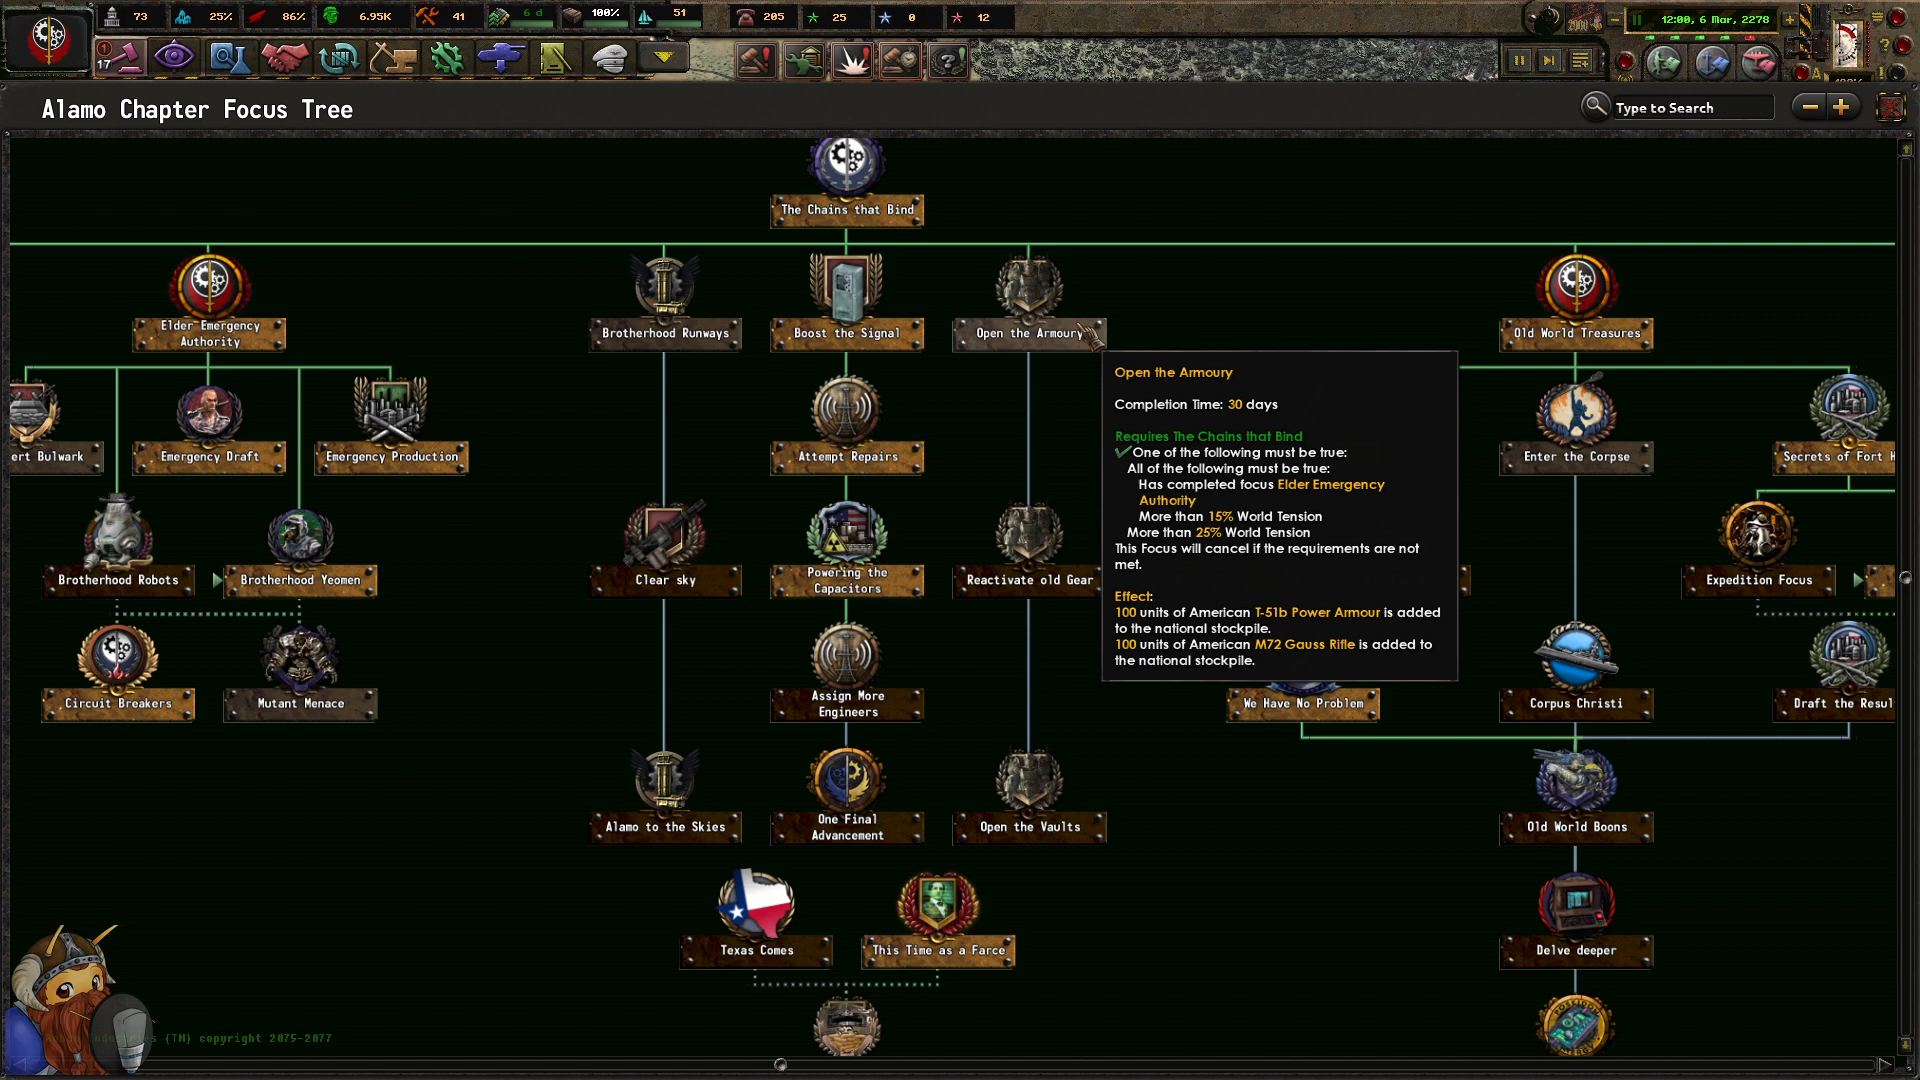 73
25%
86%
6.95K
41
6 d
100%
51
205
25
0
12
12:00, 6 Mar, 2278
17
Alamo Chapter Focus Tree
Type to Search
The Chains that Bind
Elder Emergency
Authority
Brotherhood Runways
Boost the Signal
Open the Armoury
Old World Treasures
Open the Armoury
Completion Time: 30 days
Requires The Chains that Bind
One of the following must be true:
All of the following must be true:
Has completed focus Elder Emergency
Authority
More than 15% World Tension
More than 25% World Tension
This Focus will cancel if the requirements are not
met.
Effect:
100 units of American T-51b Power Armour is added
to the national stockpile.
100 units of American M72 Gauss Rifle is added to
the national stockpile.
ert Bulwark
Emergency Draft
Emergency Production
Attempt Repairs
Enter the Corpse
Secrets of Fort H
Brotherhood Robots
Brotherhood Yeomen
Clear sky
Powering the
Capacitors
Reactivate old Gear
Expedition Focus
Circuit Breakers
Mutant Menace
Assign More
Engineers
We Have No Problem
Corpus Christi
Draft the Resul
Alamo to the Skies
One Final
Advancement
Open the Vaults
Old World Boons
Texas Comes
This Time as a Farce
Delve deeper
(TM) copyright 2075-2077